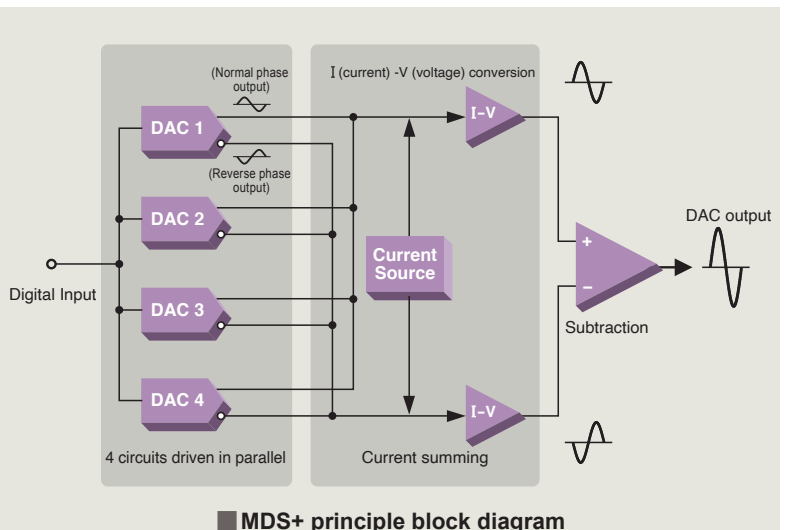 (Normal phase
output)
I (current) -V (voltage) conversion
DAC 1
I-V
(Reverse phase
output)
DAC 2
DAC output
+
Current
Source
Digital Input
−
DAC 3
Subtraction
DAC 4
I-V
4 circuits driven in parallel
Current summing
MDS+ principle block diagram